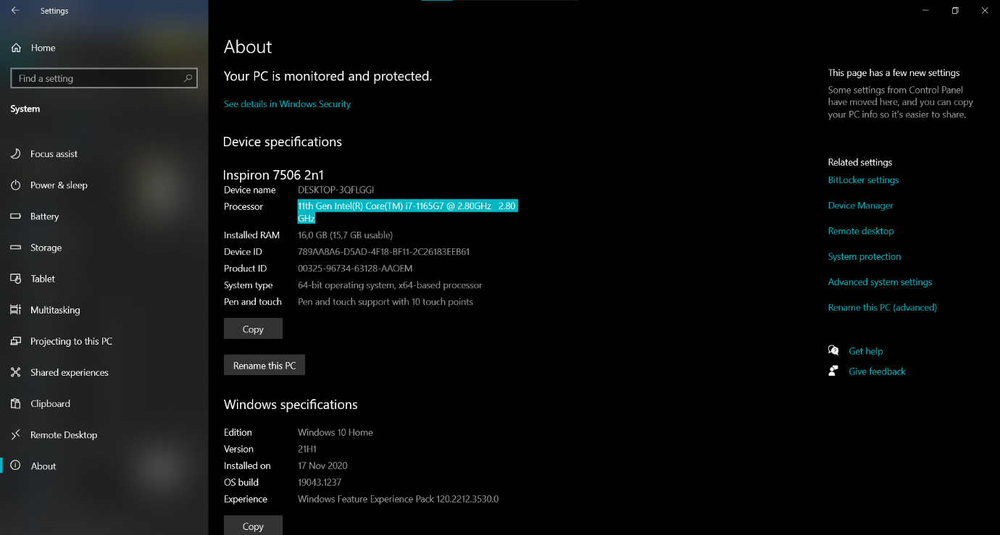 Settings
Home
Find a setting
System
Focus assist
Power & sleep
Battery
Storage
Tablet
Multitasking
Projecting to this PC
Shared experiences
Clipboard
Remote Desktop
About
About
Your PC is monitored and protected.
See details in Windows Security
Device specifications
Inspiron 7506 2n1
Device name DESKTOP-3QFLGGI
Processor 11th Gen Intel(R) Core(TM) i7-1165G7 @ 2.80GHz 2.80
GHz
Installed RAM 16,0 GB (15,7 GB usable)
Device ID 789AA8A6-D5AD-4F18-BF11-2C26183EEB61
Product ID 00325-96734-63128-AAOEM
System type 64-bit operating system, x64-based processor
Pen and touch Pen and touch support with 10 touch points
Copy
Rename this PC
Windows specifications
Edition Windows 10 Home
Version 21H1
Installed on 17 Nov 2020
OS build 19043.1237
Experience Windows Feature Experience Pack 120.2212.3530.0
Copy
This page has a few new settings
Some settings from Control Panel
have moved here, and you can copy
your PC info so it's easier to share.
Related settings
BitLocker settings
Device Manager
Remote desktop
System protection
Advanced system settings
Rename this PC (advanced)
Get help
Give feedback